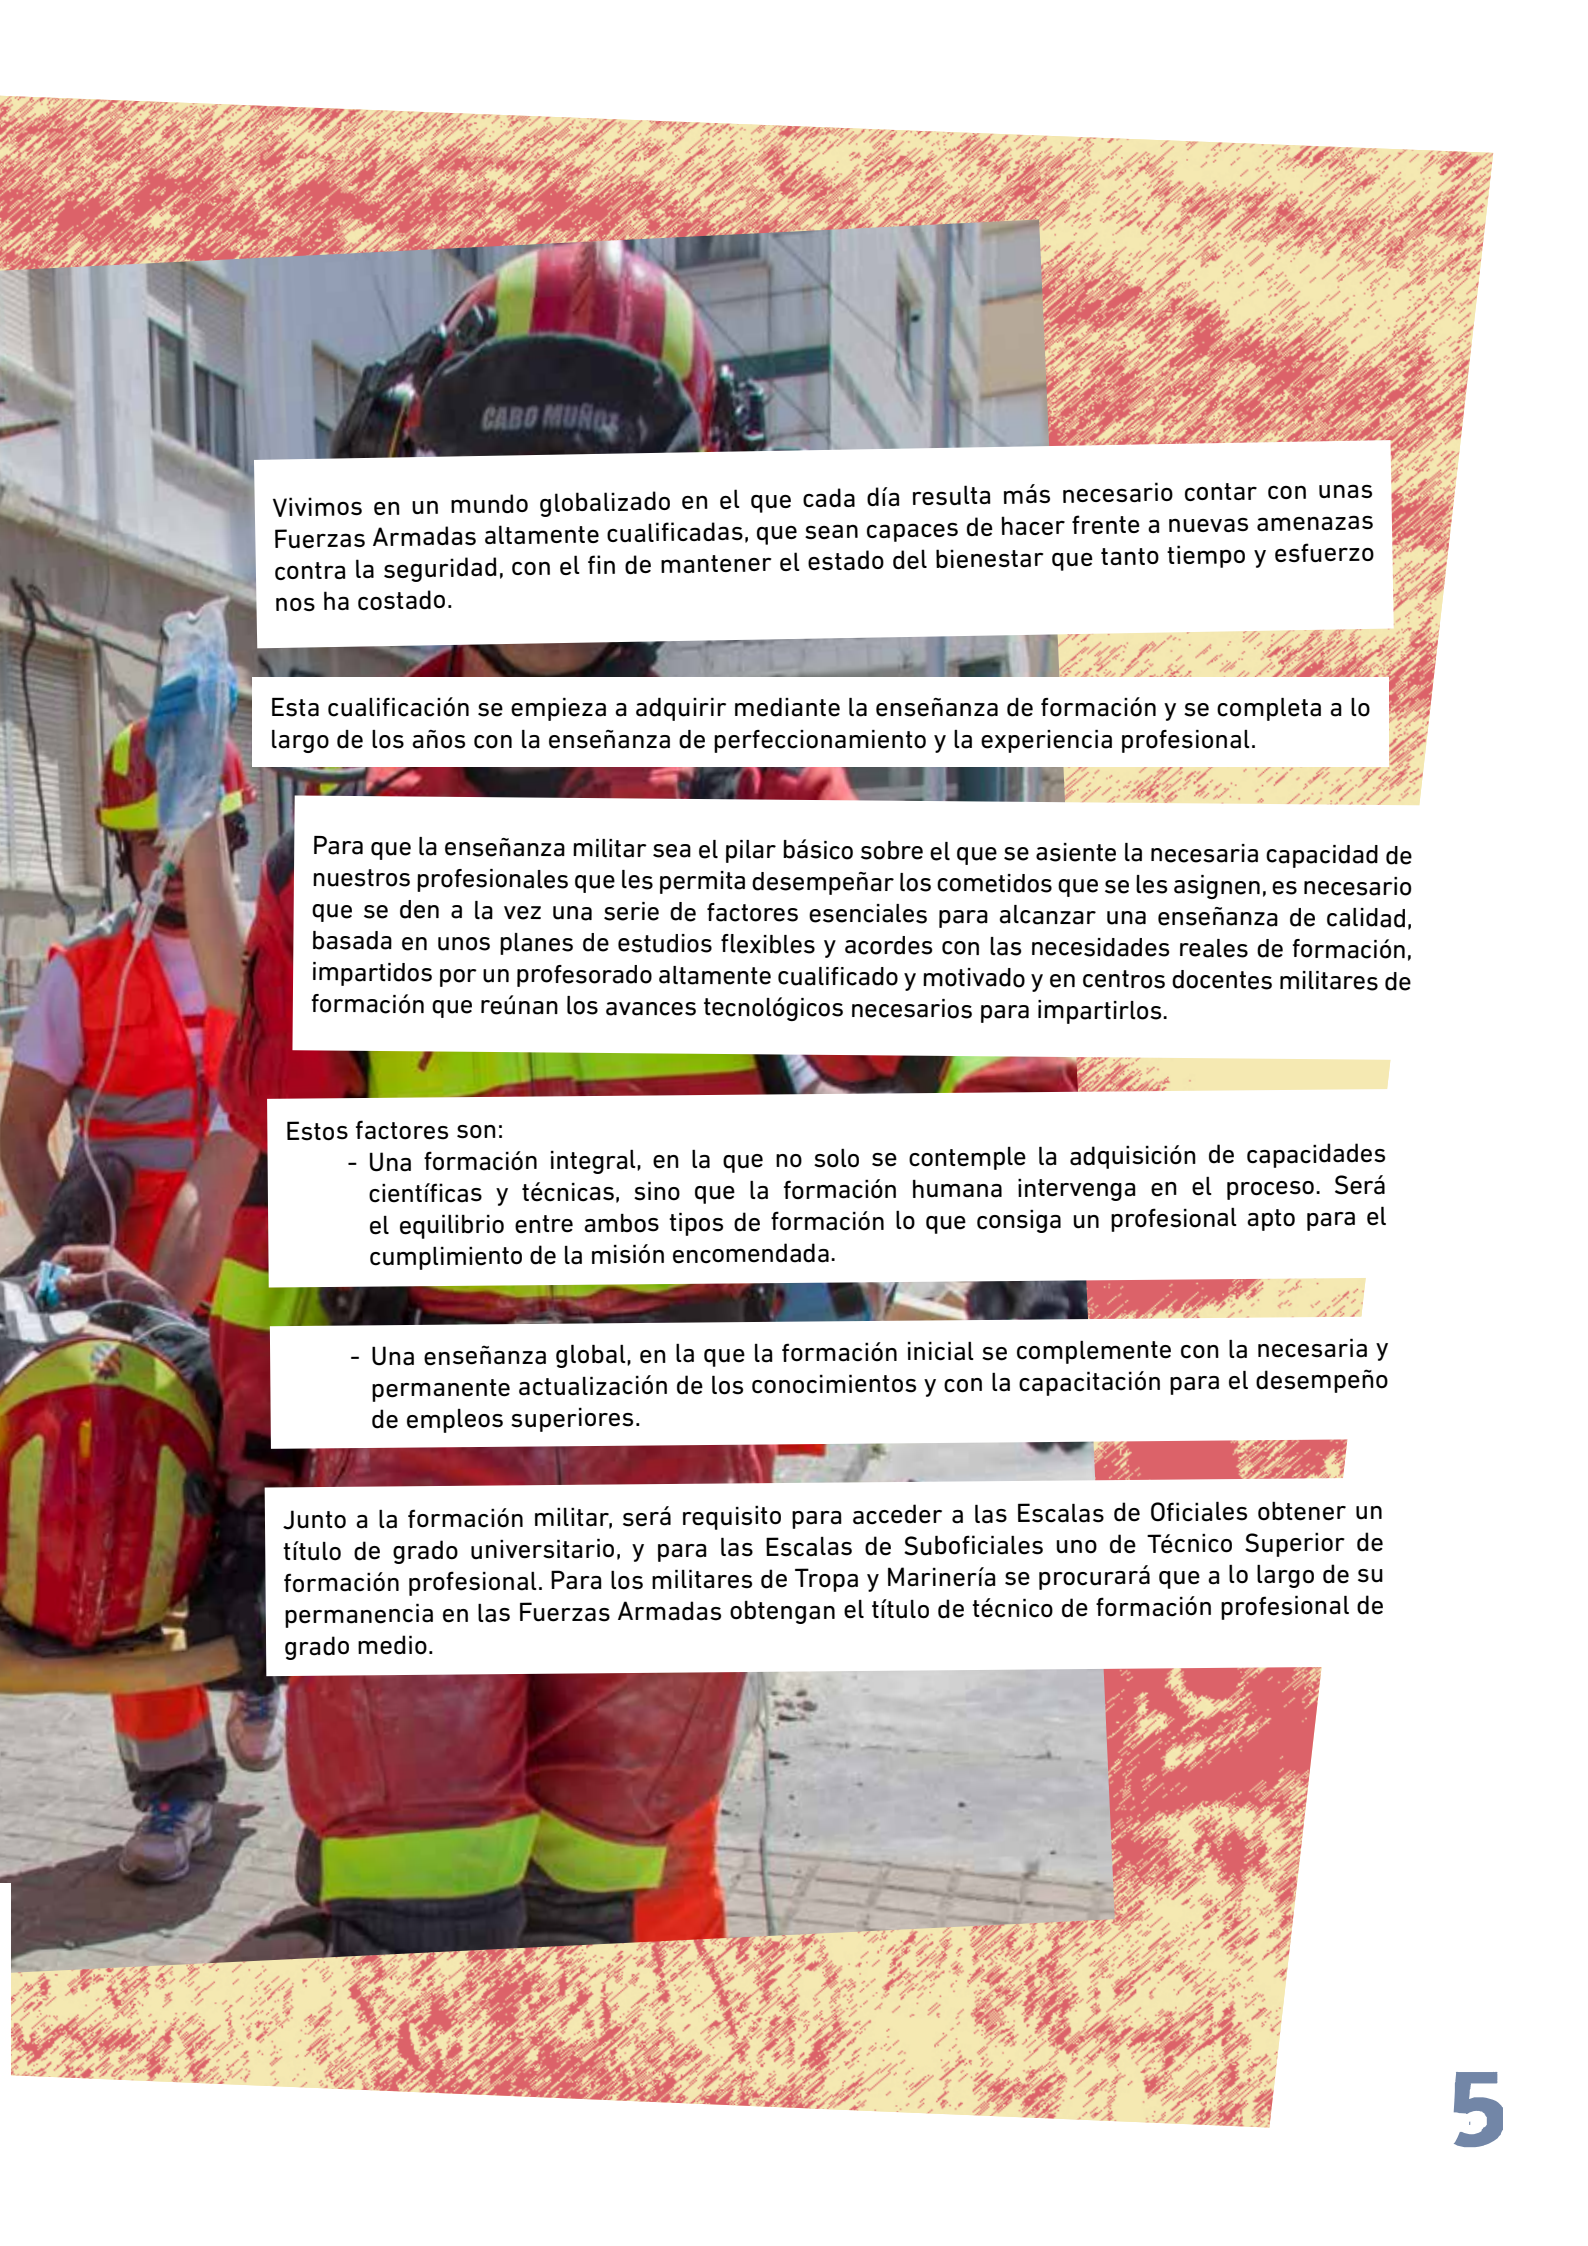 CABO MUÑOZ
Vivimos en un mundo globalizado en el que cada día resulta más necesario contar con unas
Fuerzas Armadas altamente cualificadas, que sean capaces de hacer frente a nuevas amenazas
contra la seguridad, con el fin de mantener el estado del bienestar que tanto tiempo y esfuerzo
nos ha costado.
Esta cualificación se empieza a adquirir mediante la enseñanza de formación y se completa a lo
largo de los años con la enseñanza de perfeccionamiento y la experiencia profesional.
Para que la enseñanza militar sea el pilar básico sobre el que se asiente la necesaria capacidad de
nuestros profesionales que les permita desempeñar los cometidos que se les asignen, es necesario
que se den a la vez una serie de factores esenciales para alcanzar una enseñanza de calidad,
basada en unos planes de estudios flexibles y acordes con las necesidades reales de formación,
impartidos por un profesorado altamente cualificado y motivado y en centros docentes militares de
formación que reúnan los avances tecnológicos necesarios para impartirlos.
Estos factores son:
- Una formación integral, en la que no solo se contemple la adquisición de capacidades
científicas y técnicas, sino que la formación humana intervenga en el proceso. Será
el equilibrio entre ambos tipos de formación lo que consiga un profesional apto para el
cumplimiento de la misión encomendada.
- Una enseñanza global, en la que la formación inicial se complemente con la necesaria y
permanente actualización de los conocimientos y con la capacitación para el desempeño
de empleos superiores.
Junto a la formación militar, será requisito para acceder a las Escalas de Oficiales obtener un
título de grado universitario, y para las Escalas de Suboficiales uno de Técnico Superior de
formación profesional. Para los militares de Tropa y Marinería se procurará que a lo largo de su
permanencia en las Fuerzas Armadas obtengan el título de técnico de formación profesional de
grado medio.
5